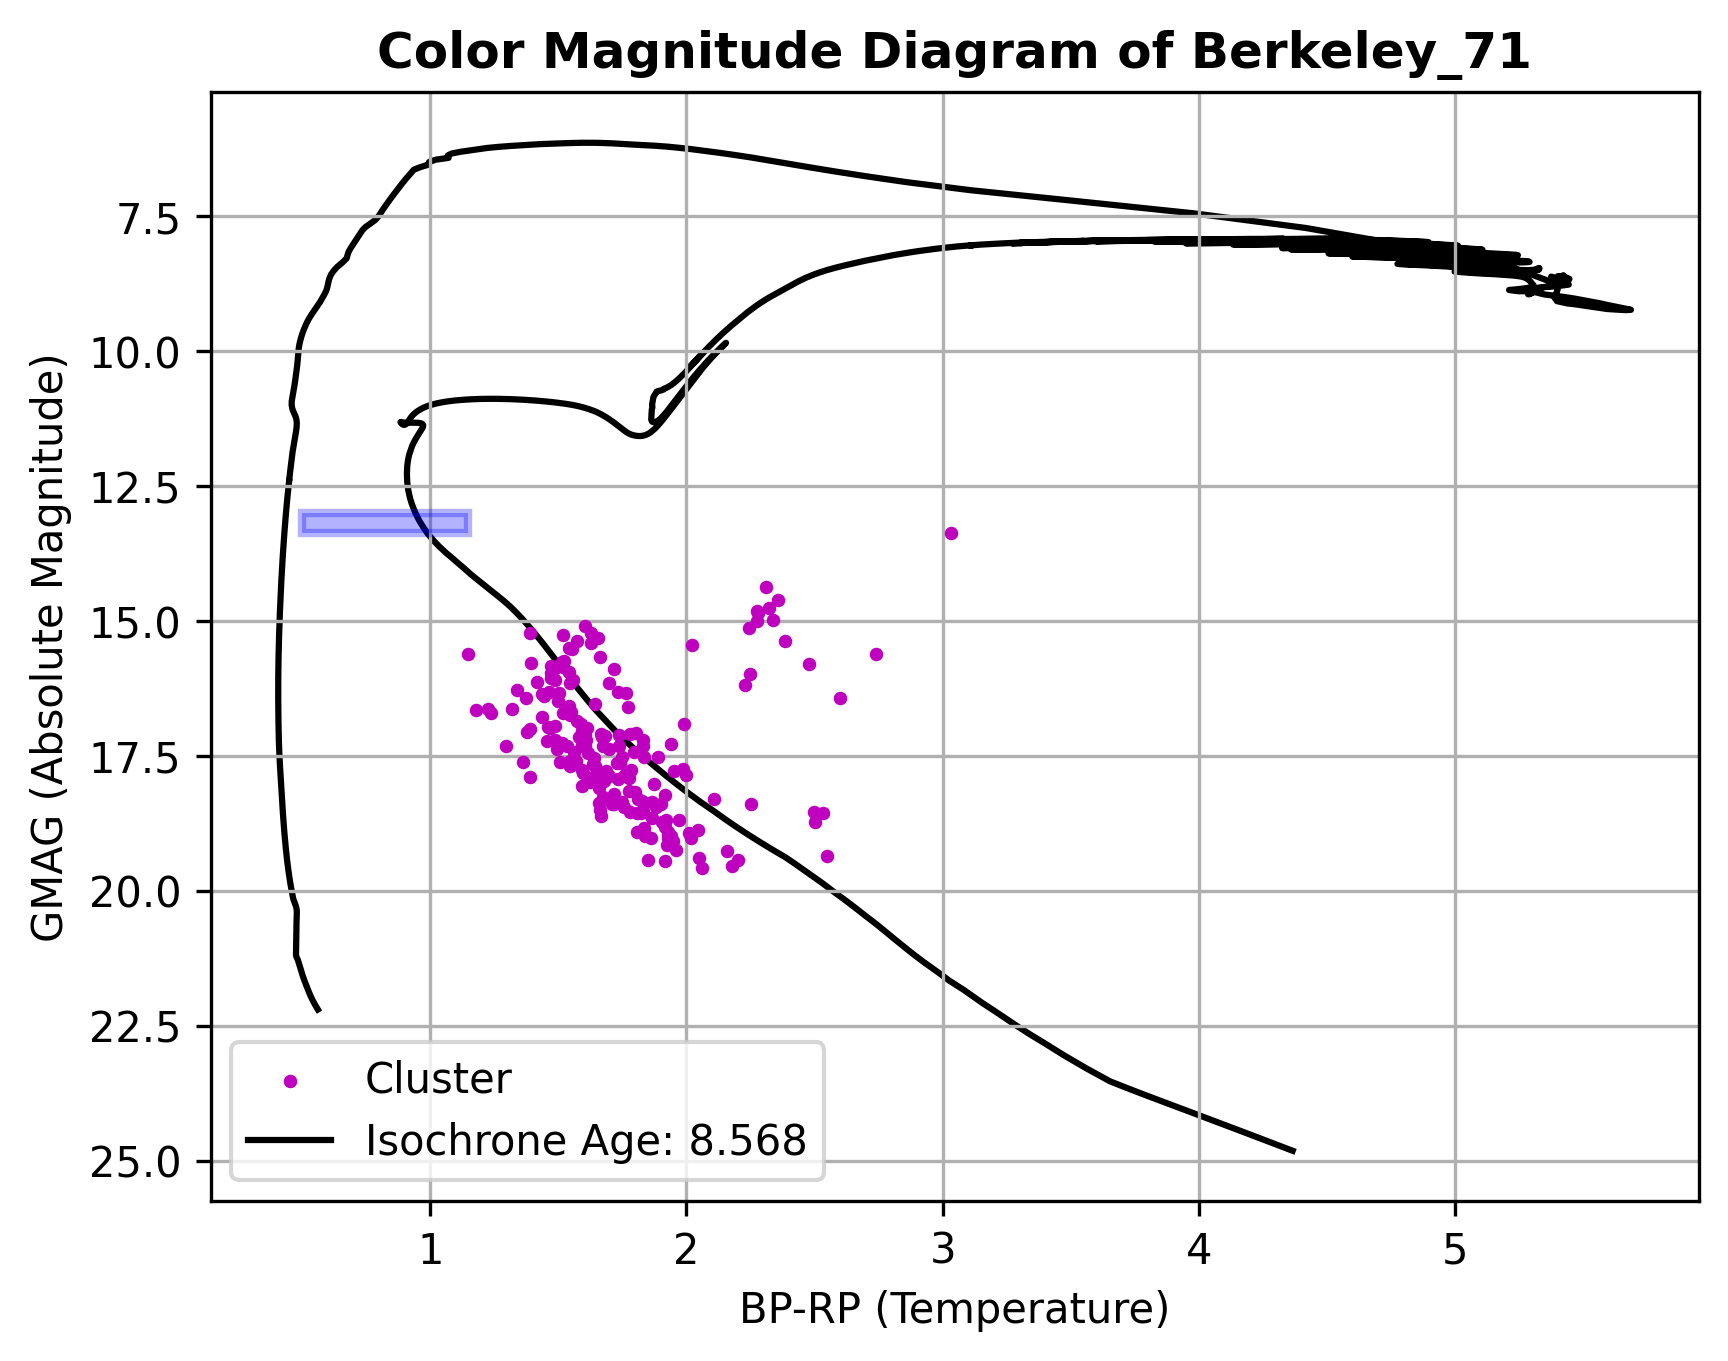 Color Magnitude Diagram of Berkeley_71
GMAG (Absolute Magnitude)
7.5
10.0
12.5
15.0
17.5
20.0
22.5
25.0
Cluster
Isochrone Age: 8.568
1 2 3 4 5
BP-RP (Temperature)